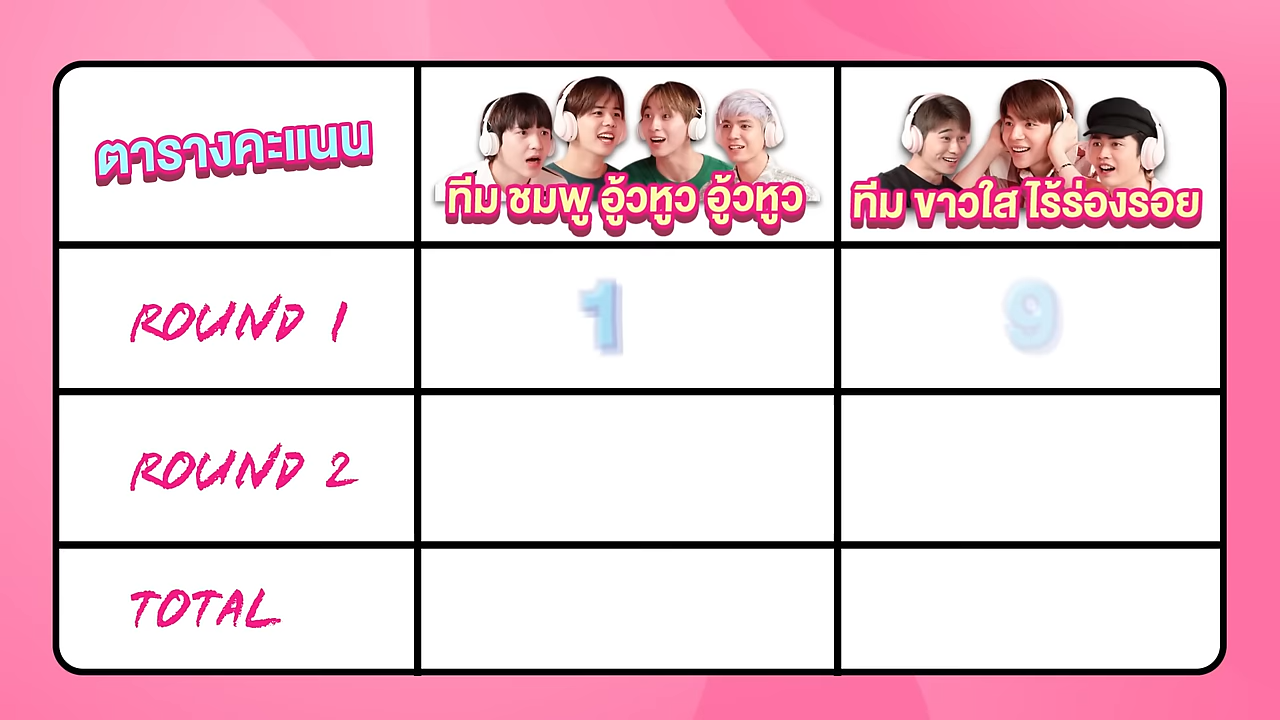 ตารางคะแนน
ทีม ชมพู อู้วหูว อู้วหูว
ทีม ขาวใส ไร้ร่องรอย
ROUND 1
1
9
ROUND 2
TOTAL